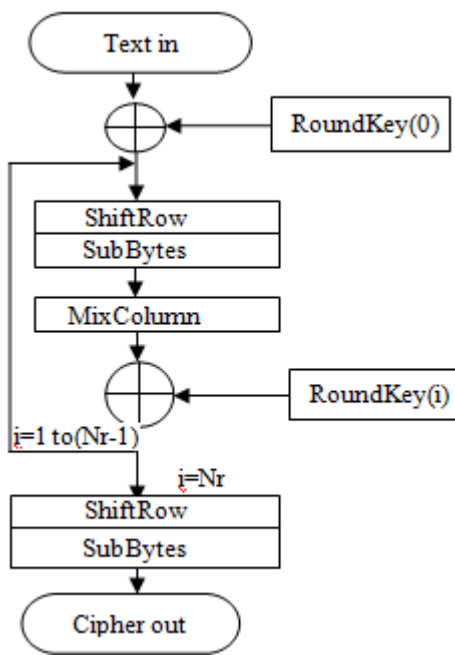 Text in
RoundKey(0)
ShiftRow
SubBytes
MixColumn
RoundKey(i)
i=1 to(Nr-1)
i=Nr
ShiftRow
SubBytes
Cipher out